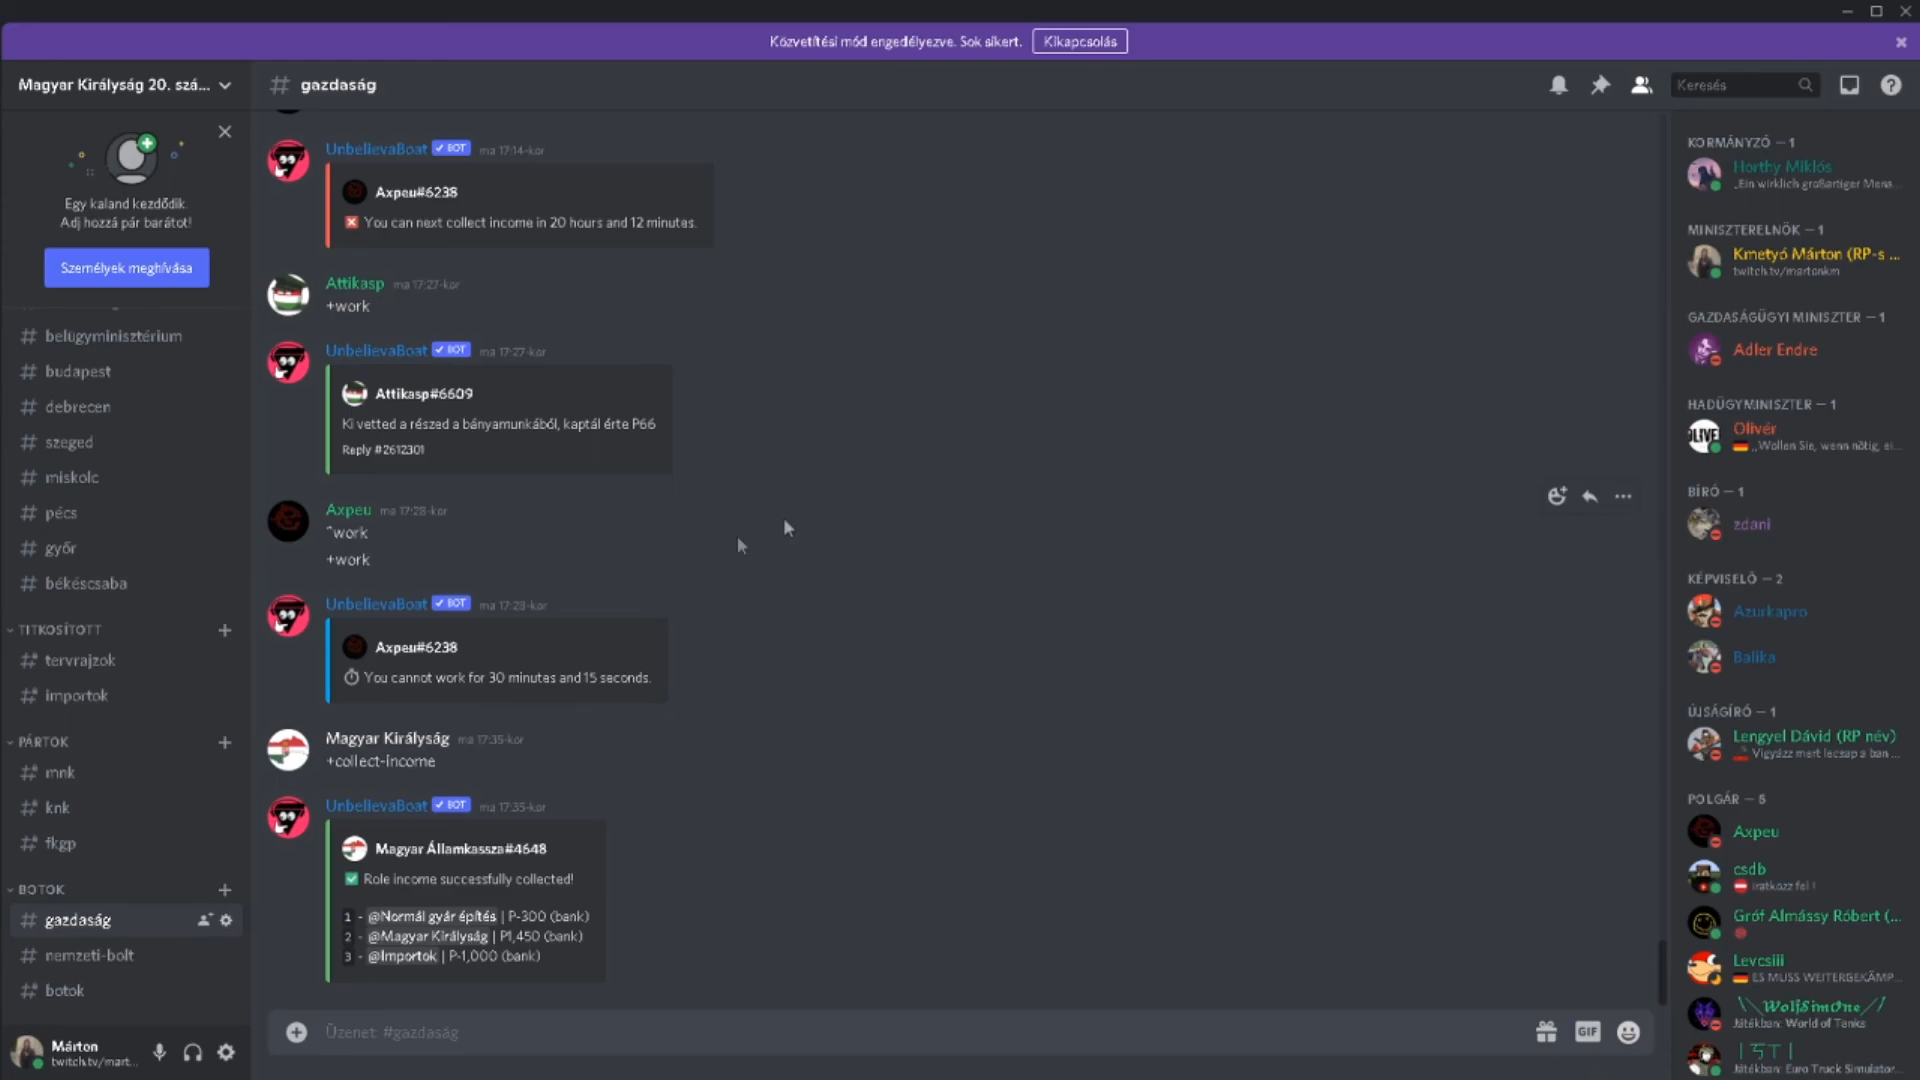 Közvetítési mód engedélyezve. Sok sikert.
Kikapcsolás
Magyar Királyság 20. szá...
Egy kaland kezdődik.
Adj hozzá pár barátot!
Személyek meghívása
# belügyminisztérium
# budapest
# debrecen
# szeged
# miskolc
# pécs
# győr
# békéscsaba
TITKOSÍTOTT
tervrajzok
importok
PÁRTOK
mnk
knk
fkgp
BOTOK
# gazdaság
# nemzeti-bolt
# botok
Márton
twitch.tv/mart...
# gazdaság
Keresés
UnbelievaBoat BOT ma 17:14-kor
Axpeu#6238
You can next collect income in 20 hours and 12 minutes.
Attikasp ma 17:27-kor
+work
UnbelievaBoat BOT ma 17:27-kor
Attikasp#6609
Ki vetted a részed a bányamunkából, kaptál érte P66
Reply #2612301
Axpeu ma 17:28-kor
ˇwork
+work
UnbelievaBoat BOT ma 17:28-kor
Axpeu#6238
You cannot work for 30 minutes and 15 seconds.
Magyar Királyság ma 17:35-kor
+collect-income
UnbelievaBoat BOT ma 17:35-kor
Magyar Államkassza#4648
Role income successfully collected!
1 - @Normál gyár építés | P-300 (bank)
2 - @Magyar Királyság | P1,450 (bank)
3 - @Importok | P-1,000 (bank)
Üzenet #gazdaság
GIF
KORMÁNYZÓ — 1
Horthy Miklós
„Ein wirklich großartiger Mens...
MINISZTERELNÖK — 1
Kmetyó Márton (RP-s ...
twitch.tv/martonkm
GAZDASÁGÜGYI MINISZTER — 1
Adler Endre
HADÜGYMINISZTER — 1
Olivér
„Wollen Sie, wenn nötig, ei...
BÍRÓ — 1
zdani
KÉPVISELŐ — 2
Azurkapro
Balika
ÚJSÁGÍRÓ — 1
Lengyel Dávid (RP név)
Vigyázz mert lecsap a ban ...
POLGÁR — 5
Axpeu
csdb
iratkozz fel !
Gróf Almássy Róbert (...
Levcsiii
ES MUSS WEITERGEKÄMP...
\\WolfSimOne//
Játékban: World of Tanks
Játékban: Euro Truck Simulator...